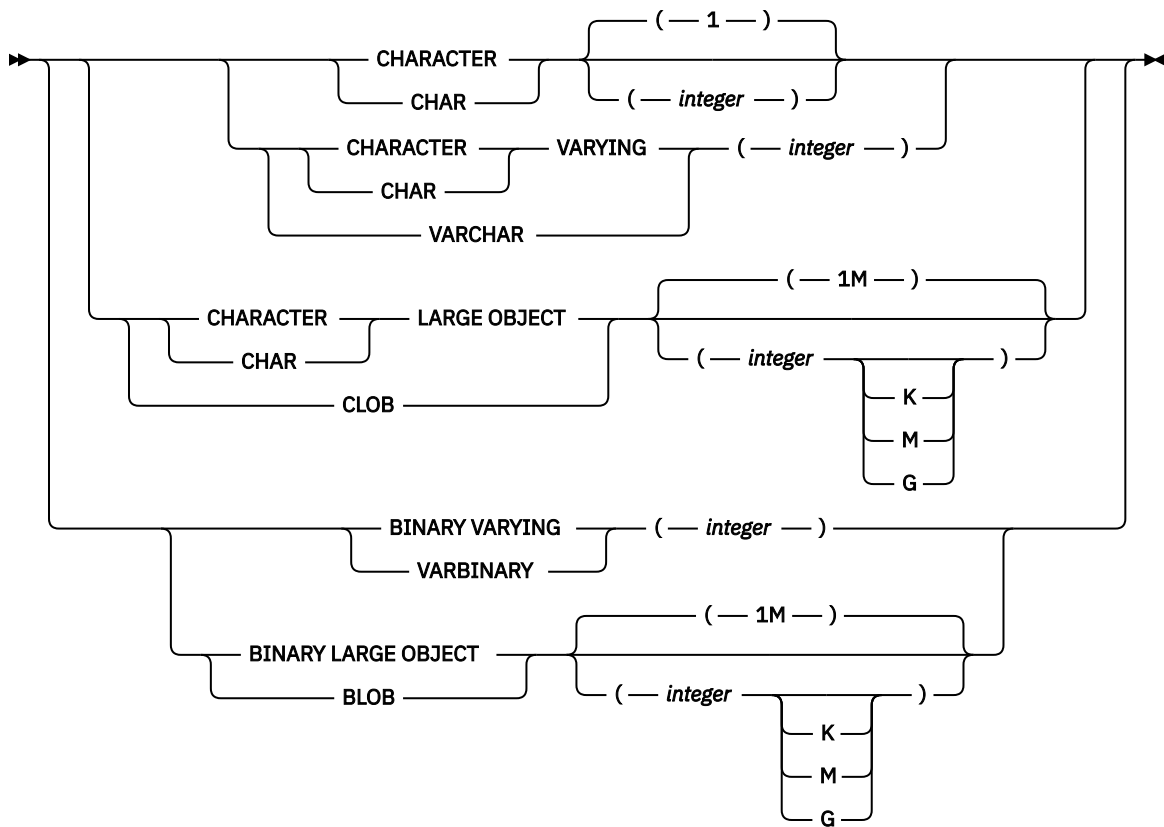 ( 1 )
CHARACTER
CHAR ( integer )
CHARACTER VARYING ( integer )
CHAR
VARCHAR
( 1M )
CHARACTER LARGE OBJECT
CHAR ( integer )
K
CLOB
M
G
BINARY VARYING ( integer )
VARBINARY
( 1M )
BINARY LARGE OBJECT
BLOB ( integer )
K
M
G